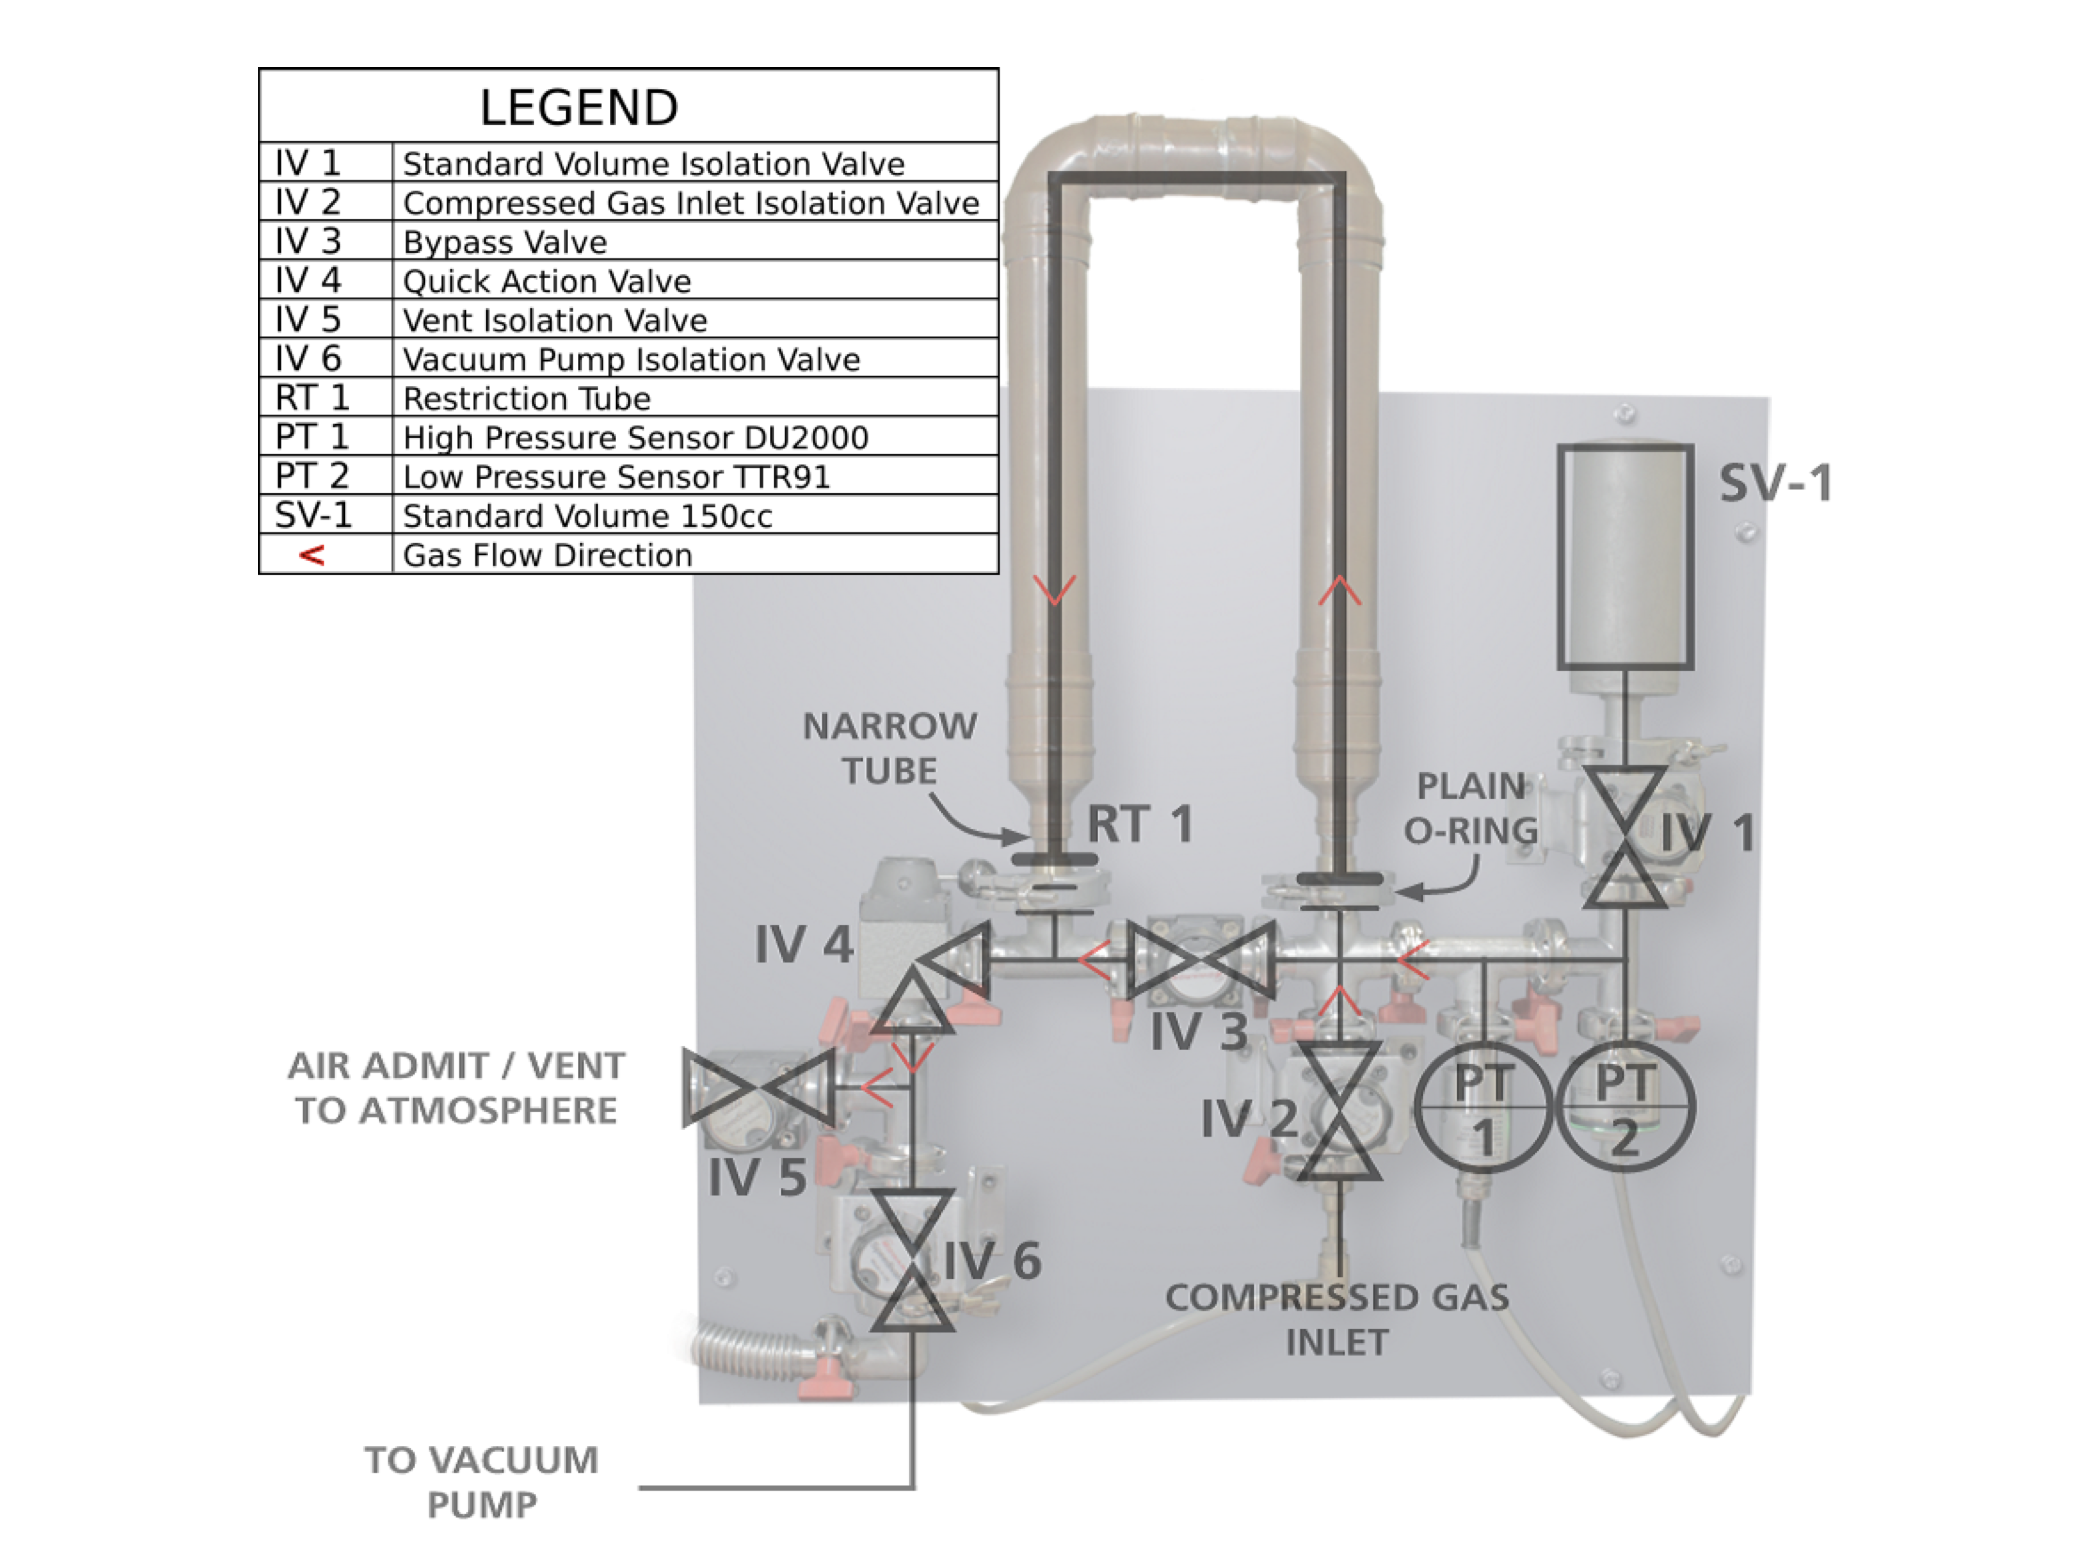 LEGEND
IV 1 Standard Volume Isolation Valve
IV 2 Compressed Gas Inlet Isolation Valve
IV 3 Bypass Valve
IV 4 Quick Action Valve
IV 5 Vent Isolation Valve
IV 6 Vacuum Pump Isolation Valve
RT 1 Restriction Tube
PT 1 High Pressure Sensor DU2000
PT 2 Low Pressure Sensor TTR91
SV-1 Standard Volume 150cc
< Gas Flow Direction
SV-1
NARROW
TUBE
RT 1
PLAIN
O-RING
IV 1
IV 4
IV 3
AIR ADMIT / VENT
TO ATMOSPHERE
IV 5
IV 2
PT
1
PT
2
IV 6
COMPRESSED GAS
INLET
TO VACUUM
PUMP